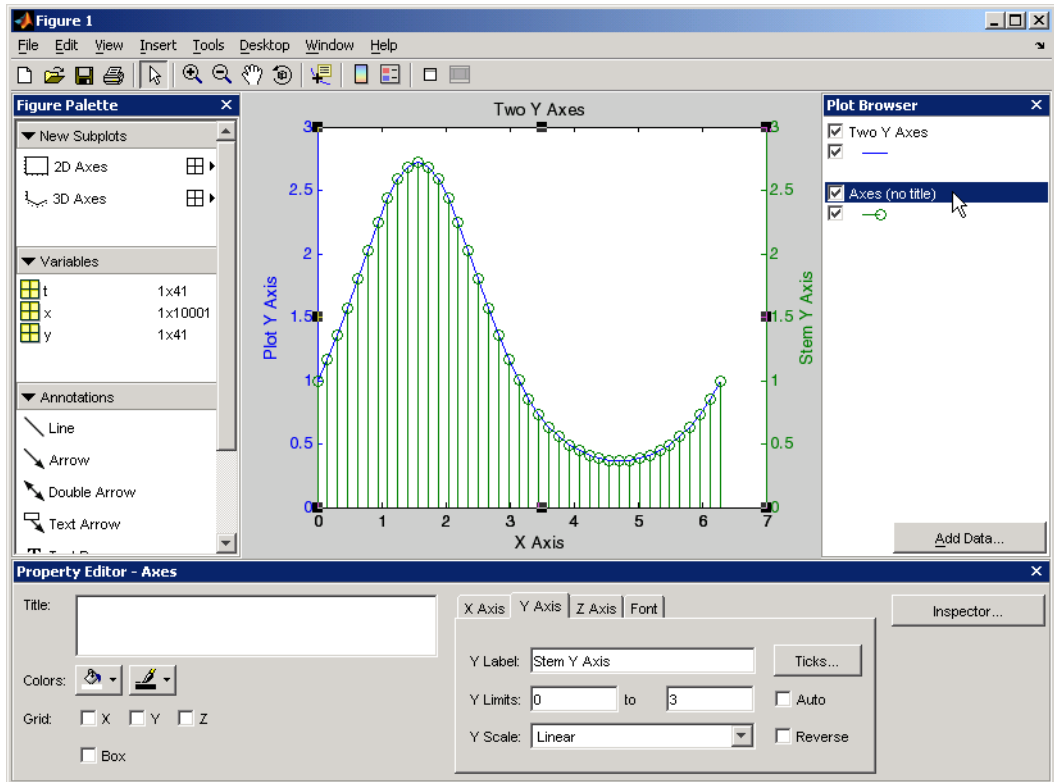 Figure 1
File Edit View Insert Tools Desktop Window Help
Figure Palette
New Subplots
2D Axes
3D Axes
Variables
t 1x41
x 1x10001
y 1x41
Annotations
Line
Arrow
Double Arrow
Text Arrow
Two Y Axes
3
2.5
2
1.5
1
0.5
0
Plot Y Axis
3
2.5
2
1.5
1
0.5
0
Stem Y Axis
0 1 2 3 4 5 6 7
X Axis
Plot Browser
Two Y Axes
Axes (no title)
Add Data...
Property Editor - Axes
Title:
Colors:
Grid: X Y Z
Box
X Axis Y Axis Z Axis Font
Y Label: Stem Y Axis Ticks...
Y Limits: 0 to 3 Auto
Y Scale: Linear Reverse
Inspector...